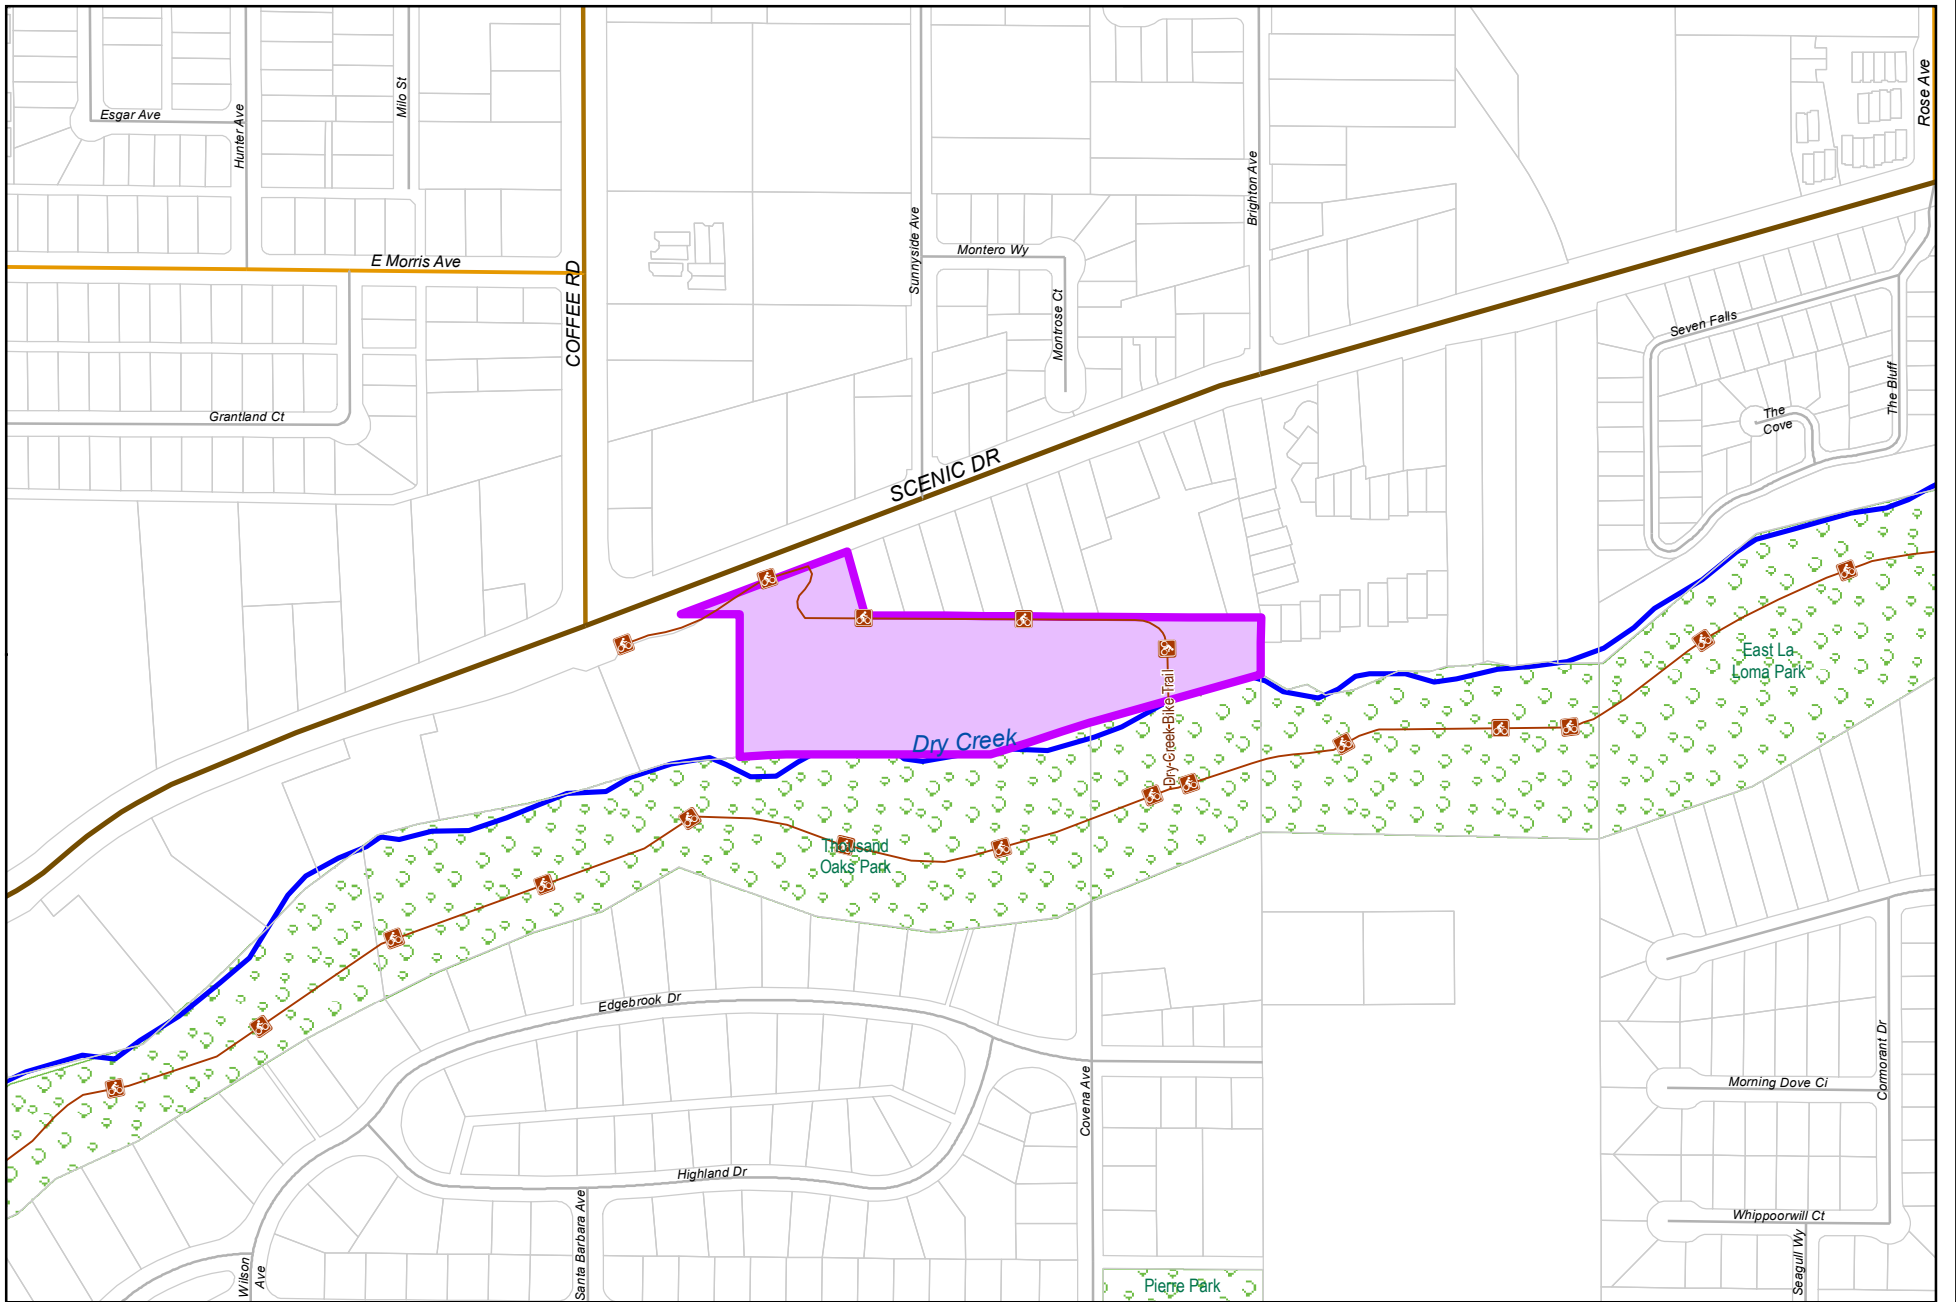 Esgar Ave
Hunter Ave
Milo St
Rose Ave
E Morris Ave
COFFEE RD
Sunnyside Ave
Montero Wy
Montrose Ct
Brighton Ave
Seven Falls
The Bluff
The
Cove
Grantland Ct
SCENIC DR
East La
Loma Park
Dry Creek
Dry-Creek-Bike-Trail
Thousand
Oaks Park
Edgebrook Dr
Covena Ave
Cormorant Dr
Morning Dove Ci
Highland Dr
Santa Barbara Ave
Wilson
Ave
Whippoorwill Ct
Seagull Wy
Pierre Park